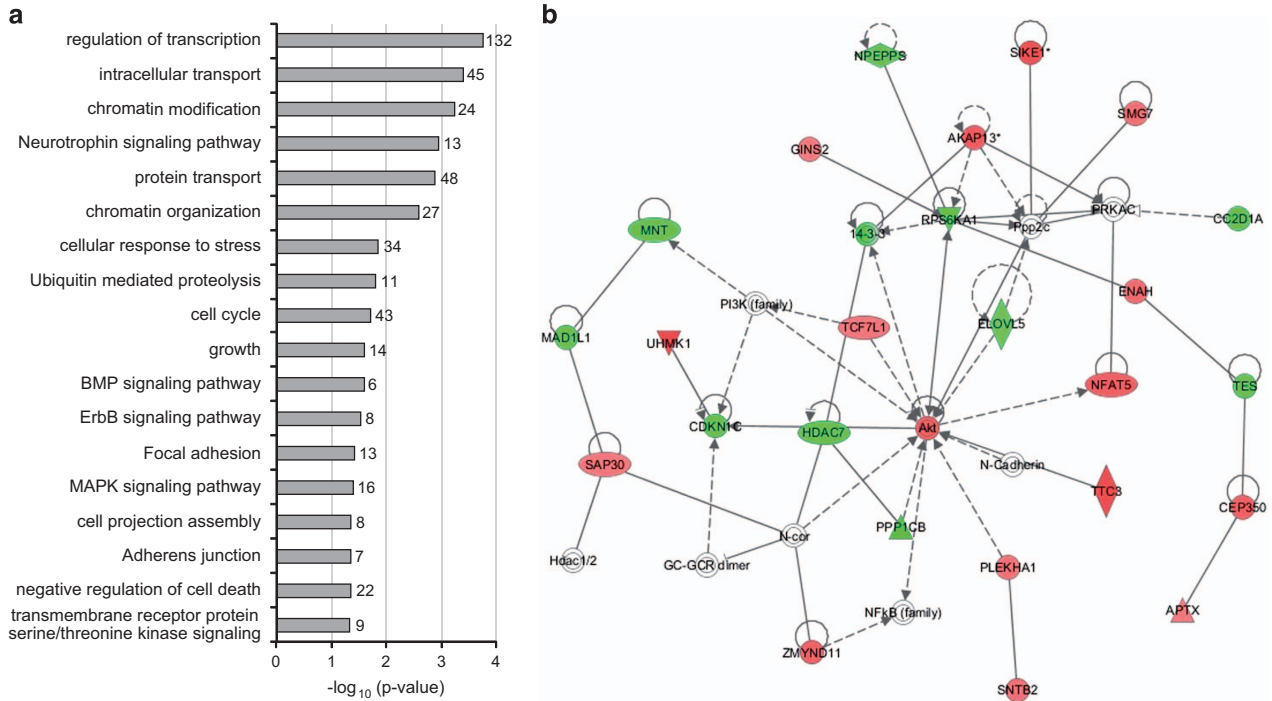 a
regulation of transcription 132
intracellular transport 45
chromatin modification 24
Neurotrophin signaling pathway 13
protein transport 48
chromatin organization 27
cellular response to stress 34
Ubiquitin mediated proteolysis 11
cell cycle 43
growth 14
BMP signaling pathway 6
ErbB signaling pathway 8
Focal adhesion 13
MAPK signaling pathway 16
cell projection assembly 8
Adherens junction 7
negative regulation of cell death 22
transmembrane receptor protein
serine/threonine kinase signaling 9
0 1 2 3 4
-log10 (p-value)
b
NPEPPS
SIKE1*
SMG7
AKAP13*
GINS2
RPS6KA1
PRKAC
Ppp2c
CC2D1A
14-3-3
MNT
ENAH
PI3K (family)
TCF7L1
ELOVL5
MAD1L1
UHMK1
NFAT5
TES
CDKN1C
HDAC7
Akt
SAP30
N-Cadherin
TTC3
CEP350
PPP1CB
N-cor
Hdac1/2
GC-GCR dimer
PLEKHA1
NFkB (family)
APTX
ZMYND11
SNTB2